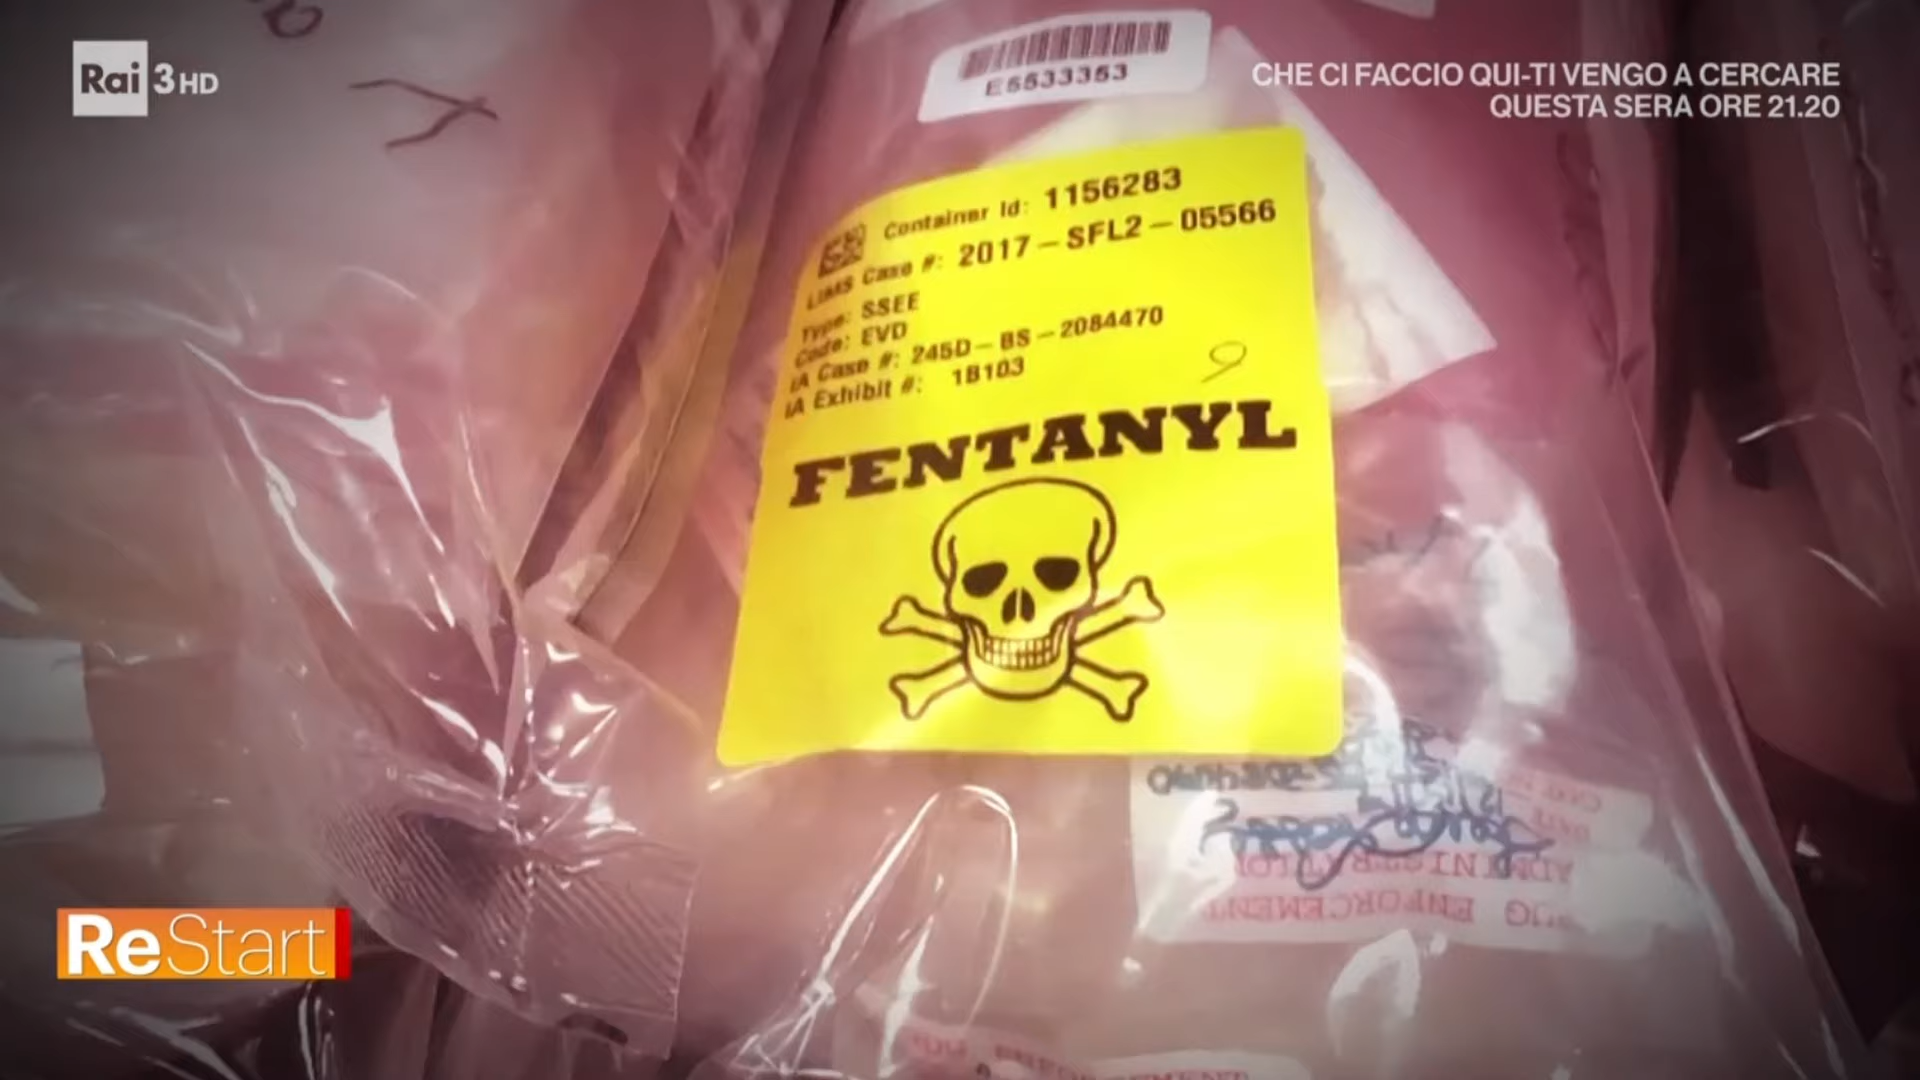 Rai 3 HD
CHE CI FACCIO QUI-TI VENGO A CERCARE
QUESTA SERA ORE 21.20
E5533353
Container Id: 1156283
LIMS Case #: 2017-SFL2-05566
Type: SSEE
Code: EVD
IA Case #: 245D-BS-2084470
IA Exhibit #: 1B103
9
FENTANYL
ENFORCEMENT
ReStart